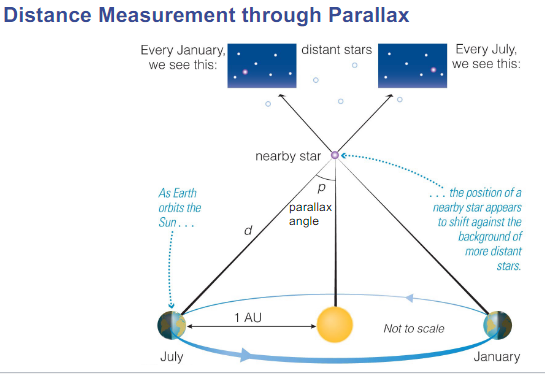 Distance Measurement through Parallax
Every January,
we see this:
distant stars
Every July,
we see this:
nearby star
p
parallax
angle
d
As Earth
orbits the
Sun . . .
. . . the position of a
nearby star appears
to shift against the
background of
more distant
stars.
1 AU
Not to scale
July
January